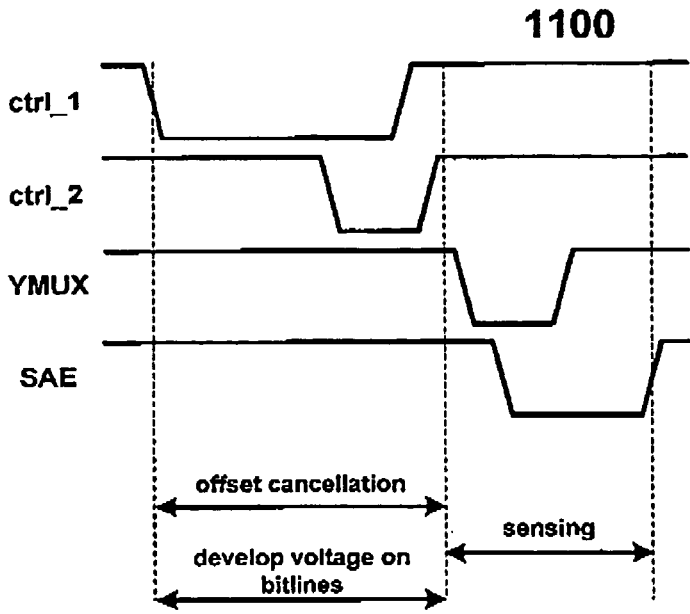 1100
ctrl_1
ctrl_2
YMUX
SAE
offset cancellation
sensing
develop voltage on
bitlines